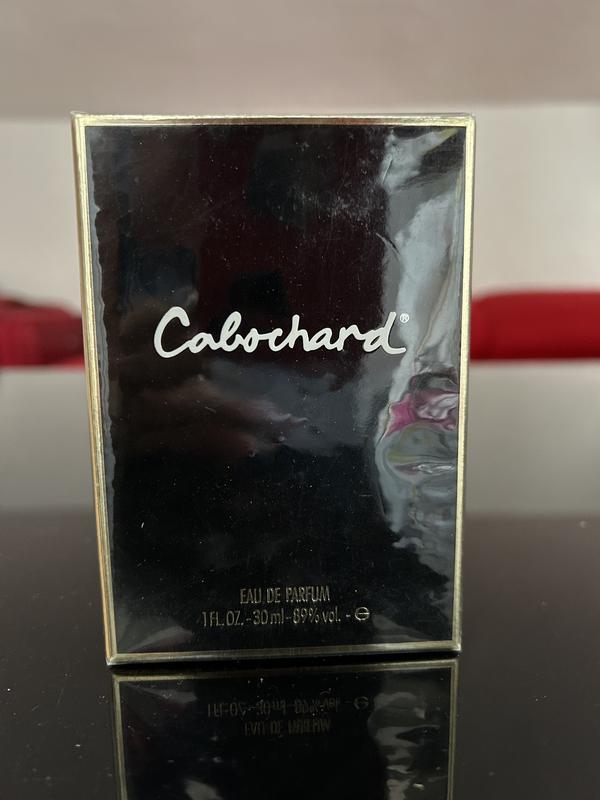 Cabochard®
EAU DE PARFUM
1 FL.OZ. - 30 ml - 89% vol. - ℮